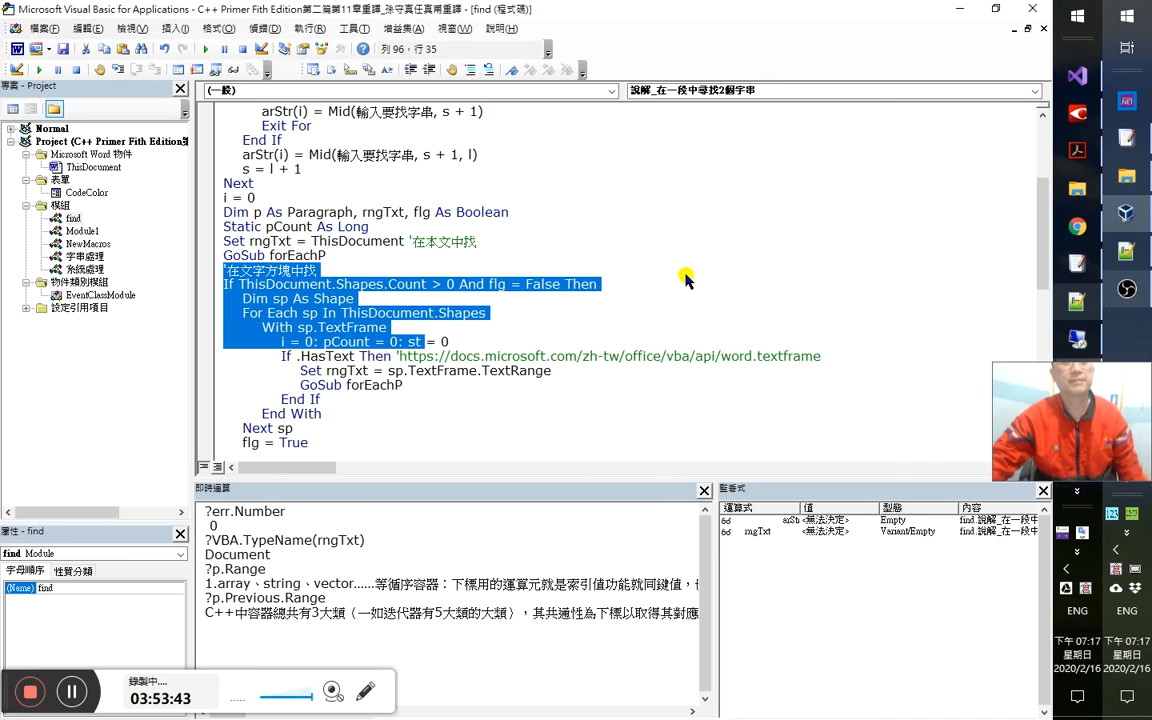 Microsoft Visual Basic for Applications - C++ Primer Fith Edition第二篇第11章重譯_孫守真任真甫重譯 - [find (程式碼)]
檔案(F) 編輯(E) 檢視(V) 插入(I) 格式(O) 偵錯(D) 執行(R) 工具(T) 增益集(A) 視窗(W) 說明(H)
列 96，行 35
專案 - Project
(一般)
說解_在一段中尋找2個字串
Normal
Project (C++ Primer Fith Edition第
Microsoft Word 物件
ThisDocument
表單
CodeColor
模組
find
Module1
NewMacros
字串處理
系統處理
物件類別模組
EventClassModule
設定引用項目
arStr(i) = Mid(輸入要找字串, s + 1)
Exit For
End If
arStr(i) = Mid(輸入要找字串, s + 1, l)
s = l + 1
Next
i = 0
Dim p As Paragraph, rngTxt, flg As Boolean
Static pCount As Long
Set rngTxt = ThisDocument '在本文中找
GoSub forEachP
'在文字方塊中找
If ThisDocument.Shapes.Count > 0 And flg = False Then
Dim sp As Shape
For Each sp In ThisDocument.Shapes
With sp.TextFrame
i = 0: pCount = 0: st = 0
If .HasText Then 'https://docs.microsoft.com/zh-tw/office/vba/api/word.textframe
Set rngTxt = sp.TextFrame.TextRange
GoSub forEachP
End If
End With
Next sp
flg = True
屬性 - find
find Module
字母順序 性質分類
(Name) find
即時運算
?err.Number
0
?VBA.TypeName(rngTxt)
Document
?p.Range
1.array、string、vector……等循序容器：下標用的運算元就是索引值功能就同鍵值，
?p.Previous.Range
C++中容器總共有3大類（一如迭代器有5大類的大類），其共通性為下標以取得其對應
監看式
運算式 值 型態 內容
arSt <無法決定> Empty find.說解_在一段中
rngTxt <無法決定> Variant/Empty find.說解_在一段中
錄製中....
03:53:43
ENG ENG
下午 07:17 下午 07:17
星期日 星期日
2020/2/16 2020/2/16